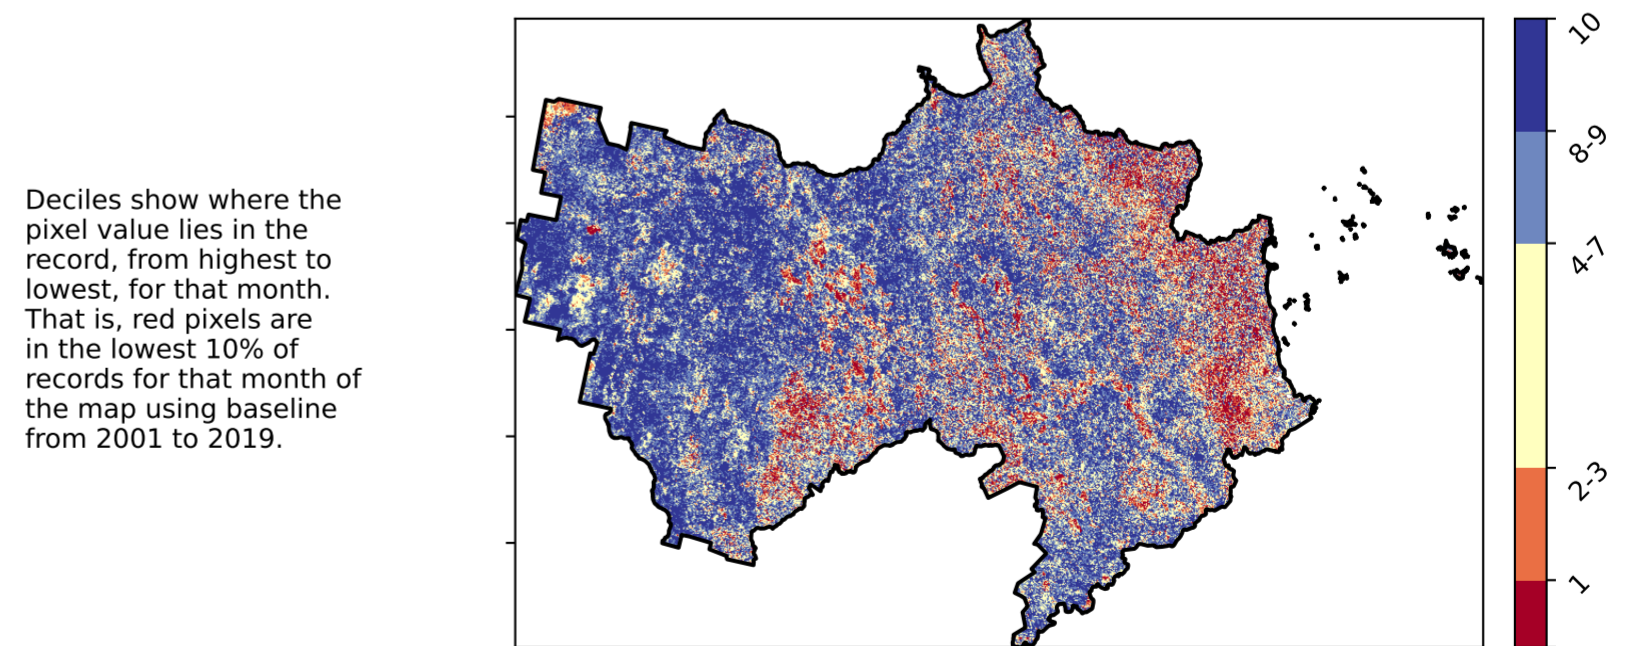 Deciles show where the
pixel value lies in the
record, from highest to
lowest, for that month.
That is, red pixels are
in the lowest 10% of
records for that month of
the map using baseline
from 2001 to 2019.
10
8-9
4-7
2-3
1